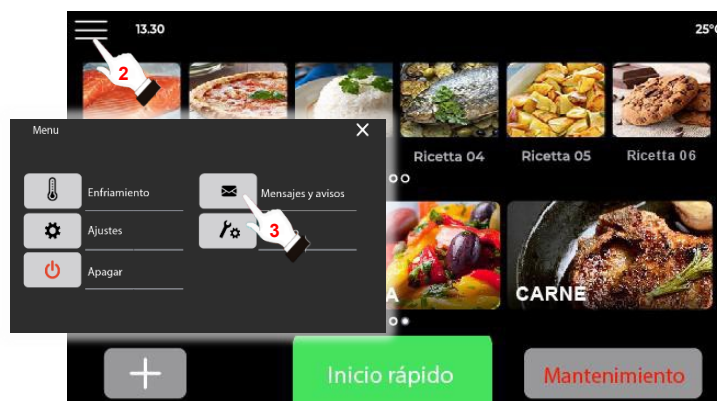 13.30
25°
2
Menu
X
Ricetta 04
Ricetta 05
Ricetta 06
Enfriamiento
Mensajes y avisos
Ajustes
3
Apagar
A
CARNE
Inicio rápido
Mantenimiento